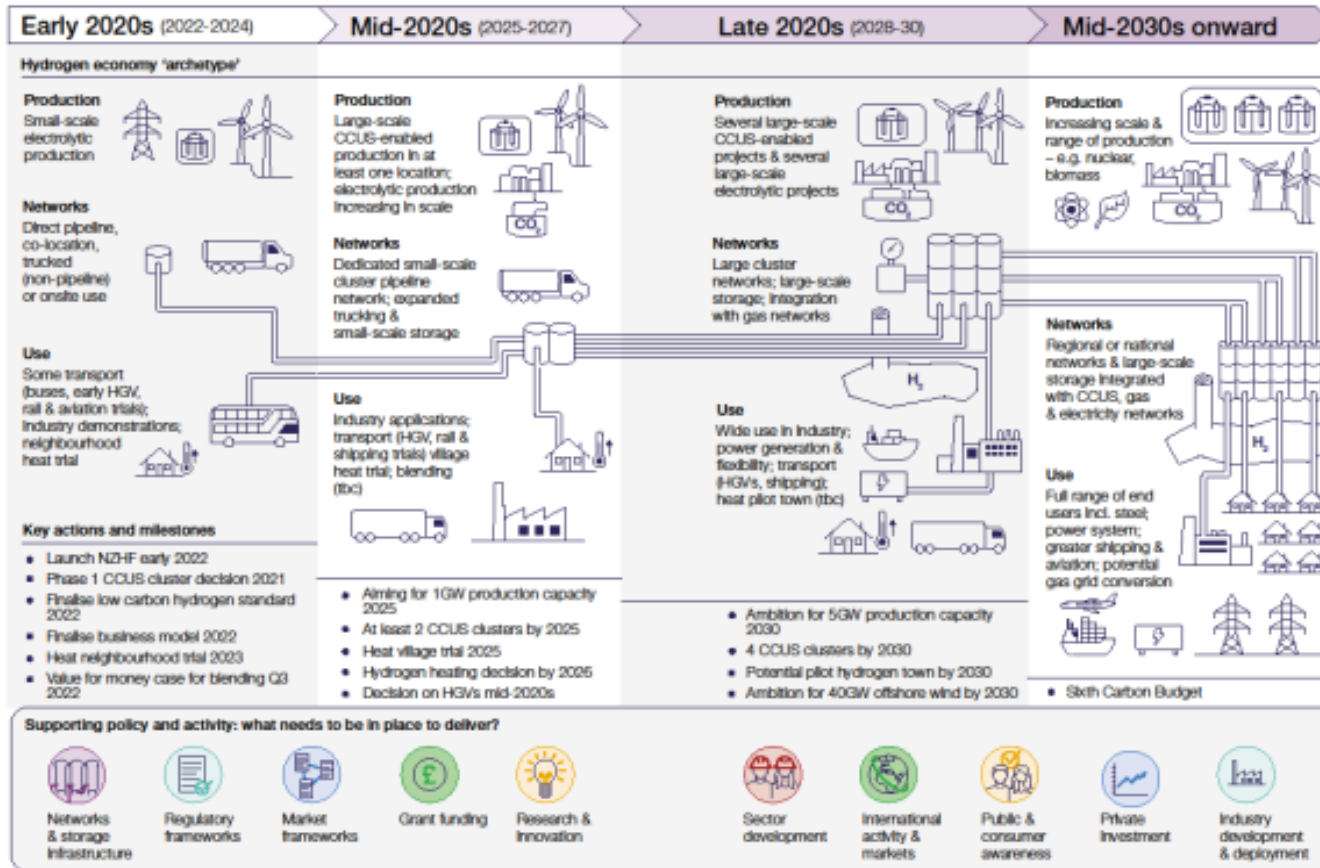 Early 2020s (2022-2024)
Mid-2020s (2025-2027)
Late 2020s (2028-30)
Mid-2030s onward
Hydrogen economy 'archetype'
Production
Small-scale
electrolytic
production
Networks
Direct pipeline,
co-location,
trucked
(non-pipeline)
or onsite use
Use
Some transport
(buses, early HGV,
rail & aviation trials);
industry demonstrations;
neighbourhood
heat trial
Key actions and milestones
• Launch NZHF early 2022
• Phase 1 CCUS cluster decision 2021
• Finalise low carbon hydrogen standard
2022
• Finalise business model 2022
• Heat neighbourhood trial 2023
• Value for money case for blending Q3
2022
Production
Large-scale
CCUS-enabled
production in at
least one location;
electrolytic production
increasing in scale
CO₂
Networks
Dedicated small-scale
cluster pipeline
network; expanded
trucking &
small-scale storage
Use
Industry applications;
transport (HGV, rail &
shipping trials) village
heat trial; blending
(tbc)
• Aiming for 1GW production capacity
2025
• At least 2 CCUS clusters by 2025
• Heat village trial 2025
• Hydrogen heating decision by 2026
• Decision on HGVs mid-2020s
Production
Several large-scale
CCUS-enabled
projects & several
large-scale
electrolytic projects
CO₂
Networks
Large cluster
networks; large-scale
storage; integration
with gas networks
H₂
Use
Wide use in industry;
power generation &
flexibility; transport
(HGVs, shipping);
heat pilot town (tbc)
• Ambition for 5GW production capacity
2030
• 4 CCUS clusters by 2030
• Potential pilot hydrogen town by 2030
• Ambition for 40GW offshore wind by 2030
Production
Increasing scale &
range of production
– e.g. nuclear,
biomass
CO₂
Networks
Regional or national
networks & large-scale
storage integrated
with CCUS, gas
& electricity networks
H₂
Use
Full range of end
users incl. steel;
power system;
greater shipping &
aviation; potential
gas grid conversion
• Sixth Carbon Budget
Supporting policy and activity: what needs to be in place to deliver?
Networks
& storage
infrastructure
Regulatory
frameworks
Market
frameworks
£
Grant funding
Research &
Innovation
Sector
development
International
activity &
markets
Public &
consumer
awareness
Private
investment
Industry
development
& deployment